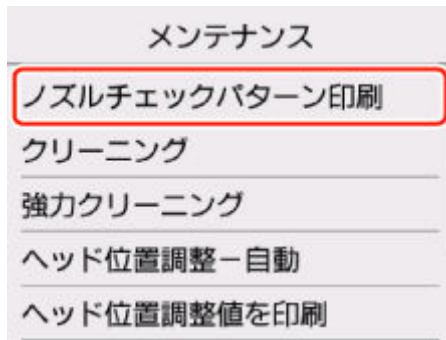 メンテナンス
ノズルチェックパターン印刷
クリーニング
強力クリーニング
ヘッド位置調整－自動
ヘッド位置調整値を印刷